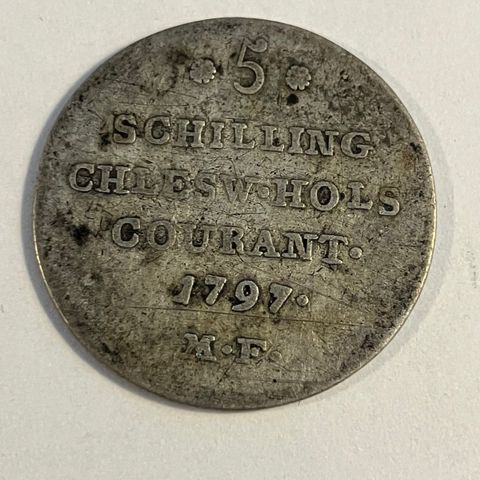 5
SCHILLING
CHLESW·HOLS
COURANT·
1797·
M·F·